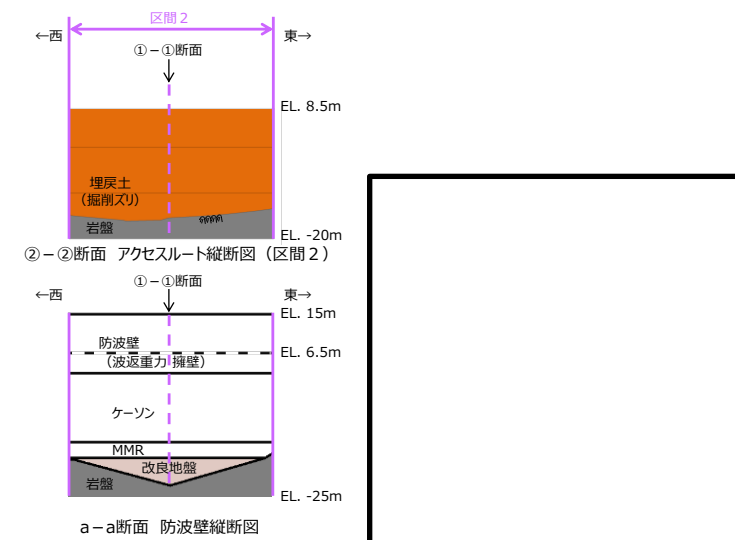 区間２
←西
東→
①－①断面
EL. 8.5m
埋戻土
（掘削ズリ）
岩盤
EL. -20m
②－②断面 アクセスルート縦断図（区間２）
①－①断面
←西
東→
EL. 15m
防波壁
EL. 6.5m
（波返重力擁壁）
ケーソン
MMR
改良地盤
岩盤
EL. -25m
a－a断面 防波壁縦断図